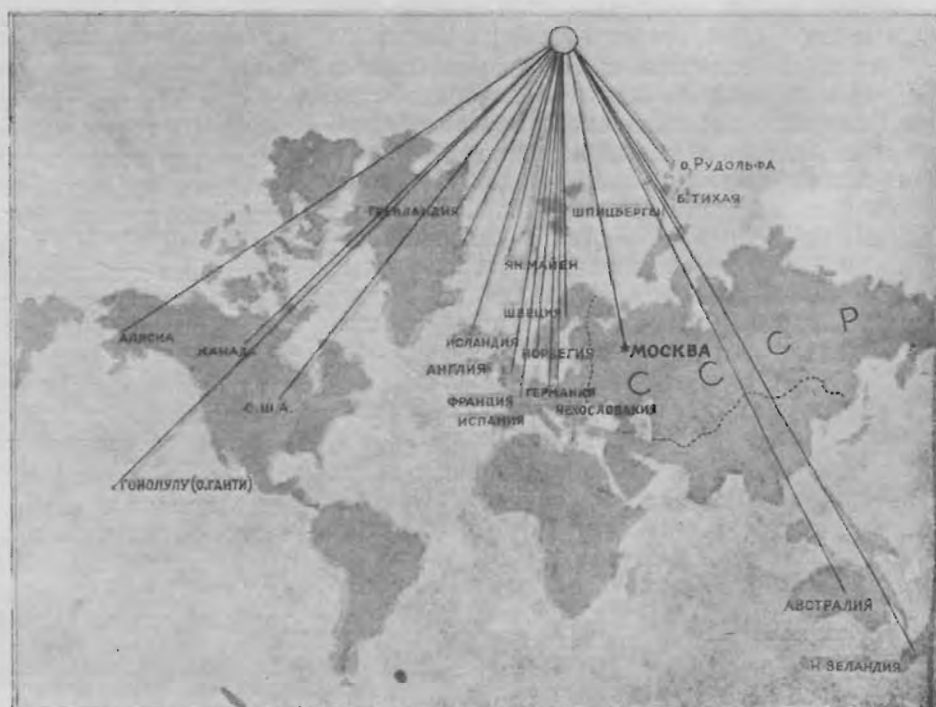 о. Рудольфа
Б. ТИХАЯ
ГРЕНЛАНДИЯ
ШПИЦБЕРГЕН
ЯН. МАЙЕН
ШВЕЦИЯ
АЛЯСКА
КАНАДА
ИСЛАНДИЯ
НОРВЕГИЯ
МОСКВА
С С С Р
АНГЛИЯ
С.Ш.А.
ФРАНЦИЯ
ГЕРМАНИЯ
ЧЕХОСЛОВАКИЯ
ИСПАНИЯ
ГОНОЛУЛУ (О. ГАИТИ)
АВСТРАЛИЯ
Н ЗЕЛАНДИЯ